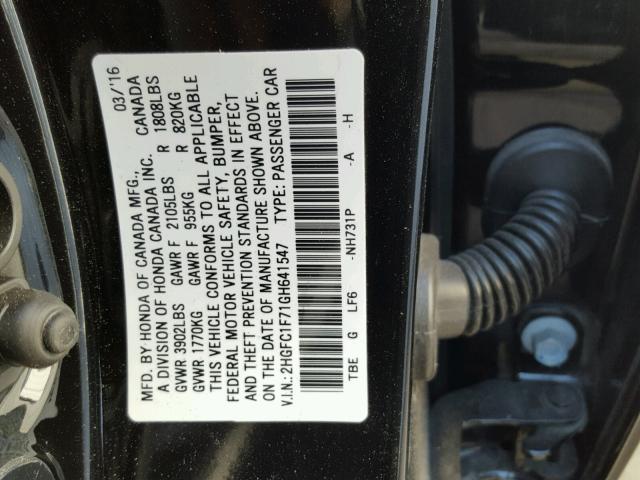 MFD. BY HONDA OF CANADA MFG., 03/'16
A DIVISION OF HONDA CANADA INC. CANADA
GVWR 3902LBS GAWR F 2105LBS R 1808LBS
GVWR 1770KG GAWR F 955KG R 820KG
THIS VEHICLE CONFORMS TO ALL APPLICABLE
FEDERAL MOTOR VEHICLE SAFETY, BUMPER,
AND THEFT PREVENTION STANDARDS IN EFFECT
ON THE DATE OF MANUFACTURE SHOWN ABOVE.
V.I.N.: 2HGFC1F71GH641547 TYPE: PASSENGER CAR
TBE G LF6 -NH731P -A -H